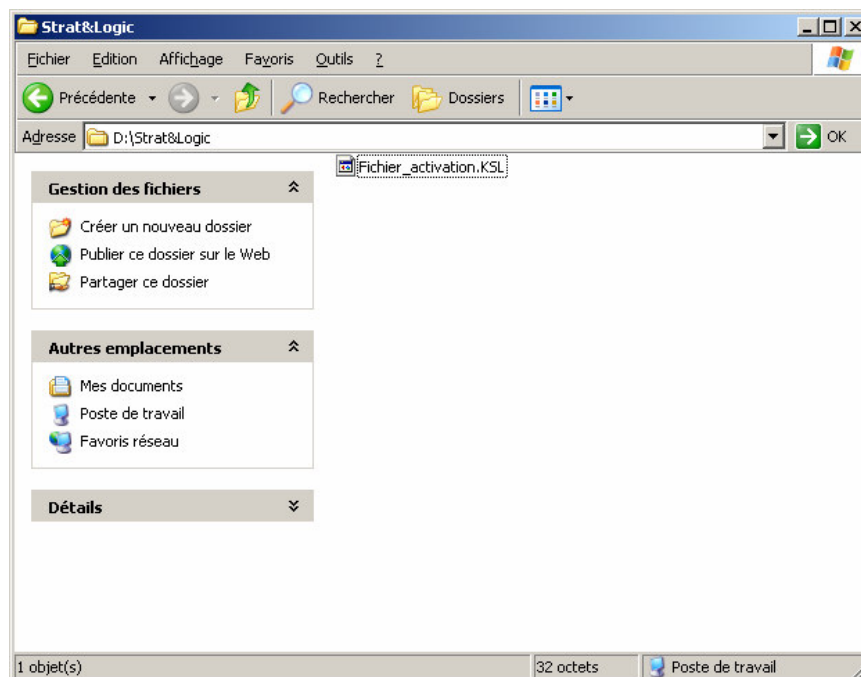 Strat&Logic
Fichier Edition Affichage Favoris Outils ?
Précédente Rechercher Dossiers
Adresse D:\Strat&Logic OK
Fichier_activation.KSL
Gestion des fichiers
Créer un nouveau dossier
Publier ce dossier sur le Web
Partager ce dossier
Autres emplacements
Mes documents
Poste de travail
Favoris réseau
Détails
1 objet(s) 32 octets Poste de travail